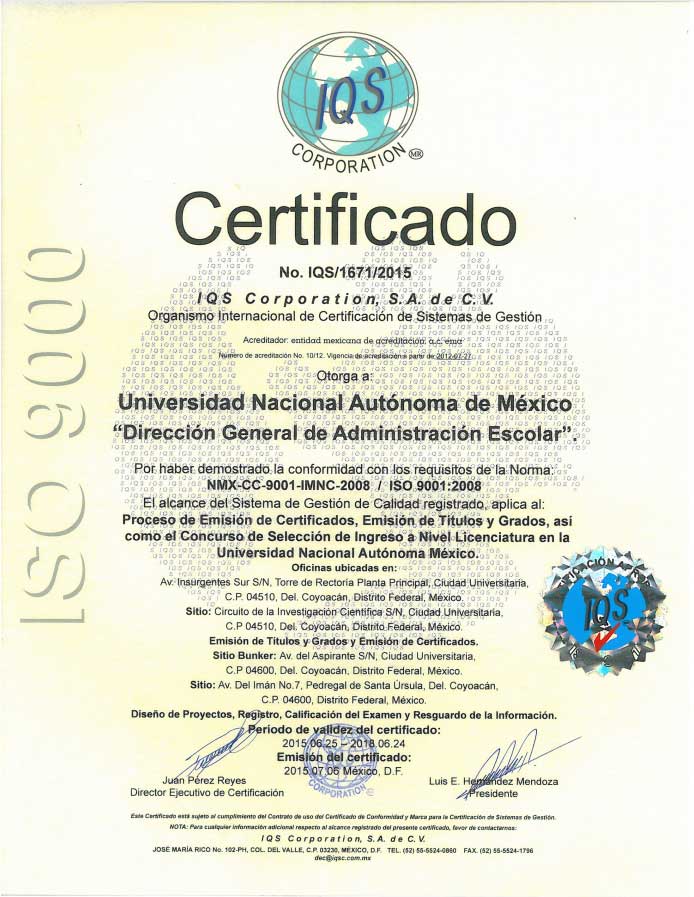 IQS
CORPORATION MR
Certificado
No. IQS/1671/2015
IQS Corporation, S.A. de C.V.
Organismo Internacional de Certificación de Sistemas de Gestión
Acreditador: entidad mexicana de acreditación, a.c. ema
Número de acreditación No. 10/12. Vigencia de acreditación a partir de 2012-01-27
Otorga a:
Universidad Nacional Autónoma de México
“Dirección General de Administración Escolar”.
Por haber demostrado la conformidad con los requisitos de la Norma:
NMX-CC-9001-IMNC-2008 / ISO 9001:2008
El alcance del Sistema de Gestión de Calidad registrado, aplica al:
Proceso de Emisión de Certificados, Emisión de Títulos y Grados, así
como el Concurso de Selección de Ingreso a Nivel Licenciatura en la
Universidad Nacional Autónoma México.
Oficinas ubicadas en:
Av. Insurgentes Sur S/N, Torre de Rectoría Planta Principal, Ciudad Universitaria,
C.P. 04510, Del. Coyoacán, Distrito Federal, México.
Sitio: Circuito de la Investigación Científica S/N, Ciudad Universitaria,
C.P 04510, Del. Coyoacán, Distrito Federal, México.
Emisión de Títulos y Grados y Emisión de Certificados.
Sitio Bunker: Av. del Aspirante S/N, Ciudad Universitaria,
C.P 04600, Del. Coyoacán, Distrito Federal, México.
Sitio: Av. Del Imán No.7, Pedregal de Santa Úrsula, Del. Coyoacán,
C.P. 04600, Distrito Federal, México.
Diseño de Proyectos, Registro, Calificación del Examen y Resguardo de la Información.
Periodo de validez del certificado:
2015.06.25 – 2018.06.24
Emisión del certificado:
2015.07.06 México, D.F.
Juan Pérez Reyes
Director Ejecutivo de Certificación
Luis E. Hernández Mendoza
Presidente
Este Certificado está sujeto al cumplimiento del Contrato de uso del Certificado de Conformidad y Marca para la Certificación de Sistemas de Gestión.
NOTA: Para cualquier información adicional respecto al alcance registrado del presente certificado, favor de contactarnos:
IQS Corporation, S.A. de C.V.
JOSÉ MARÍA RICO No. 102-PH, COL. DEL VALLE, C.P. 03230, MÉXICO, D.F. TEL. (52) 55-5524-0860 FAX. (52) 55-5524-1796
dec@iqsc.com.mx
ISO 9000
IQS
CORPORATION